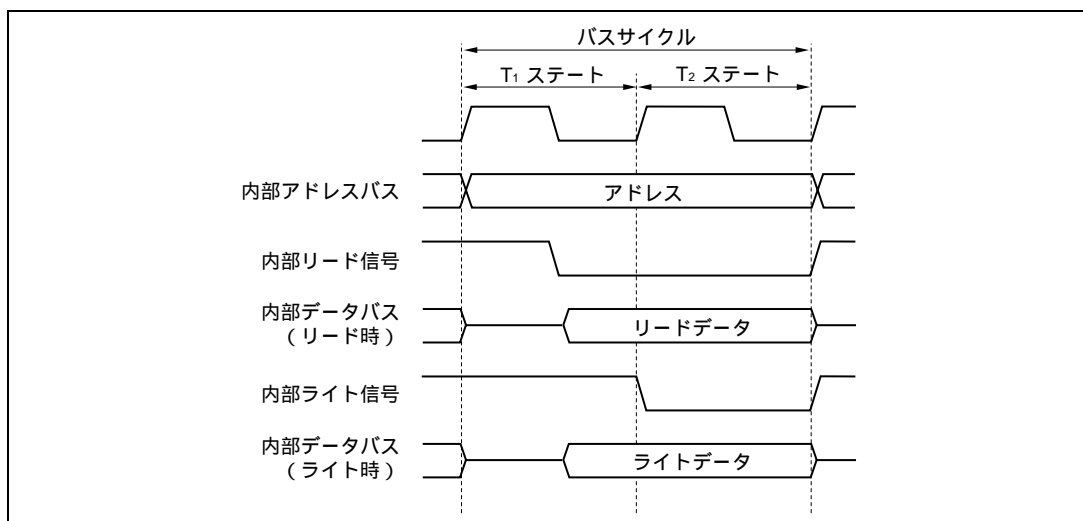 バスサイクル
T1 ステート
T2 ステート
内部アドレスバス
アドレス
内部リード信号
内部データバス
（リード時）
リードデータ
内部ライト信号
内部データバス
（ライト時）
ライトデータ